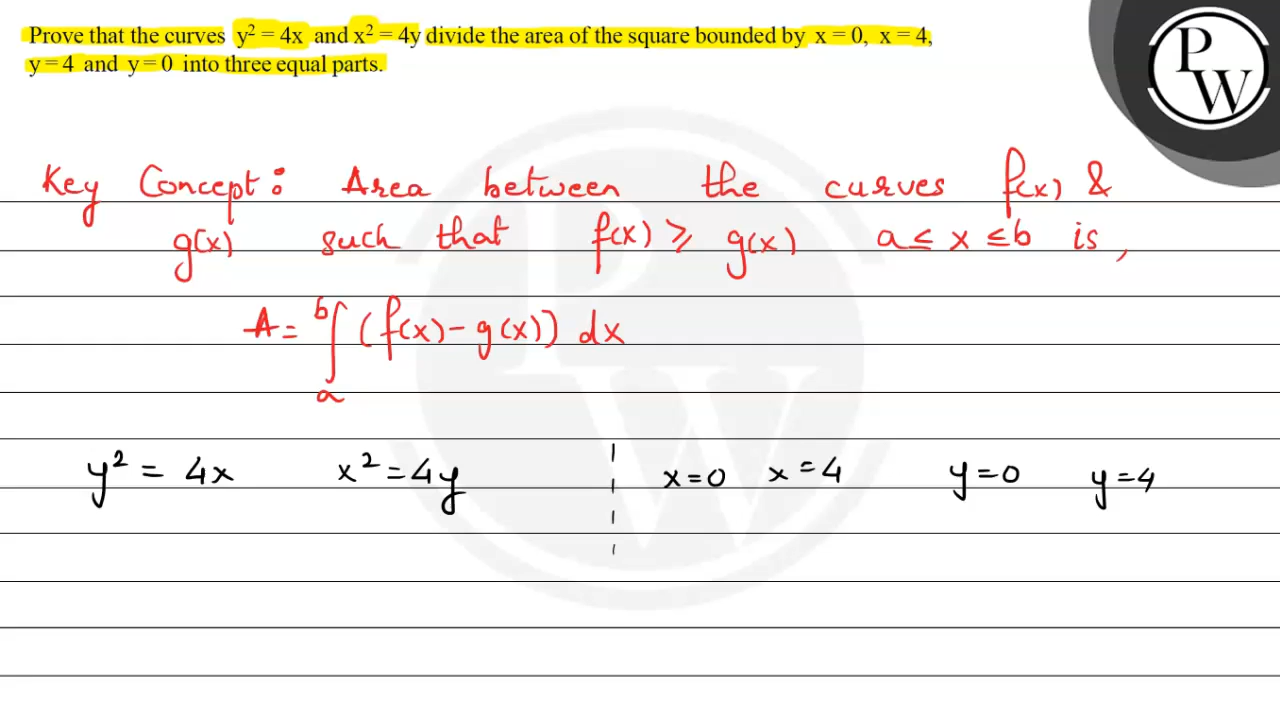 Prove that the curves y² = 4x and x² = 4y divide the area of the square bounded by x = 0, x = 4,
y = 4 and y = 0 into three equal parts.
P
W
Key Concept: Area between the curves f(x) &
g(x) such that f(x) ≥ g(x) a ≤ x ≤ b is,
A = ∫ₐᵇ (f(x) - g(x)) dx
y² = 4x x² = 4y x = 0 x = 4 y = 0 y = 4